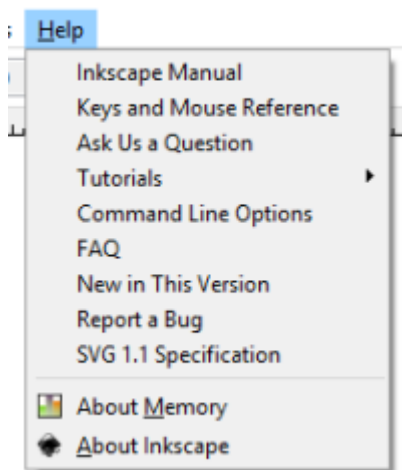 Help
Inkscape Manual
Keys and Mouse Reference
Ask Us a Question
Tutorials
Command Line Options
FAQ
New in This Version
Report a Bug
SVG 1.1 Specification
About Memory
About Inkscape